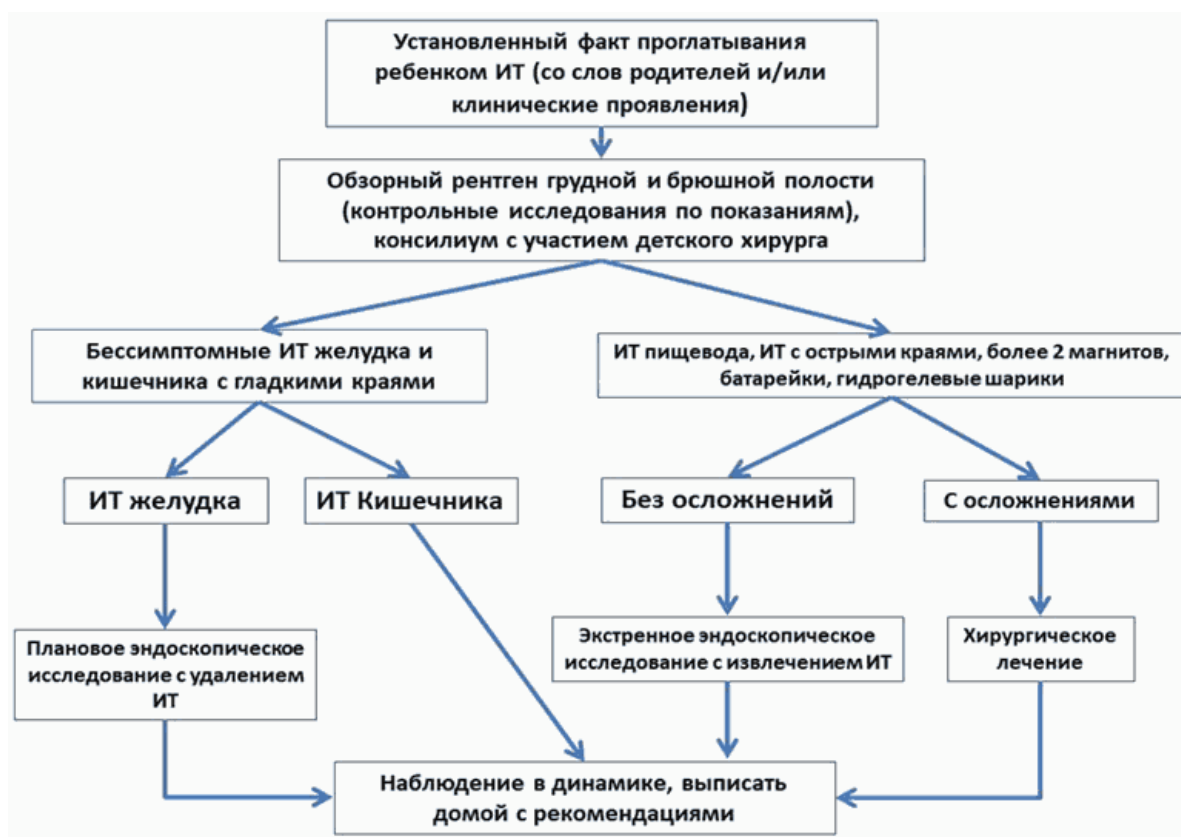 Установленный факт проглатывания
ребенком ИТ (со слов родителей и/или
клинические проявления)
Обзорный рентген грудной и брюшной полости
(контрольные исследования по показаниям),
консилиум с участием детского хирурга
Бессимптомные ИТ желудка и
кишечника с гладкими краями
ИТ пищевода, ИТ с острыми краями, более 2 магнитов,
батарейки, гидрогелевые шарики
ИТ желудка
ИТ Кишечника
Без осложнений
С осложнениями
Плановое эндоскопическое
исследование с удалением
ИТ
Экстренное эндоскопическое
исследование с извлечением ИТ
Хирургическое
лечение
Наблюдение в динамике, выписать
домой с рекомендациями